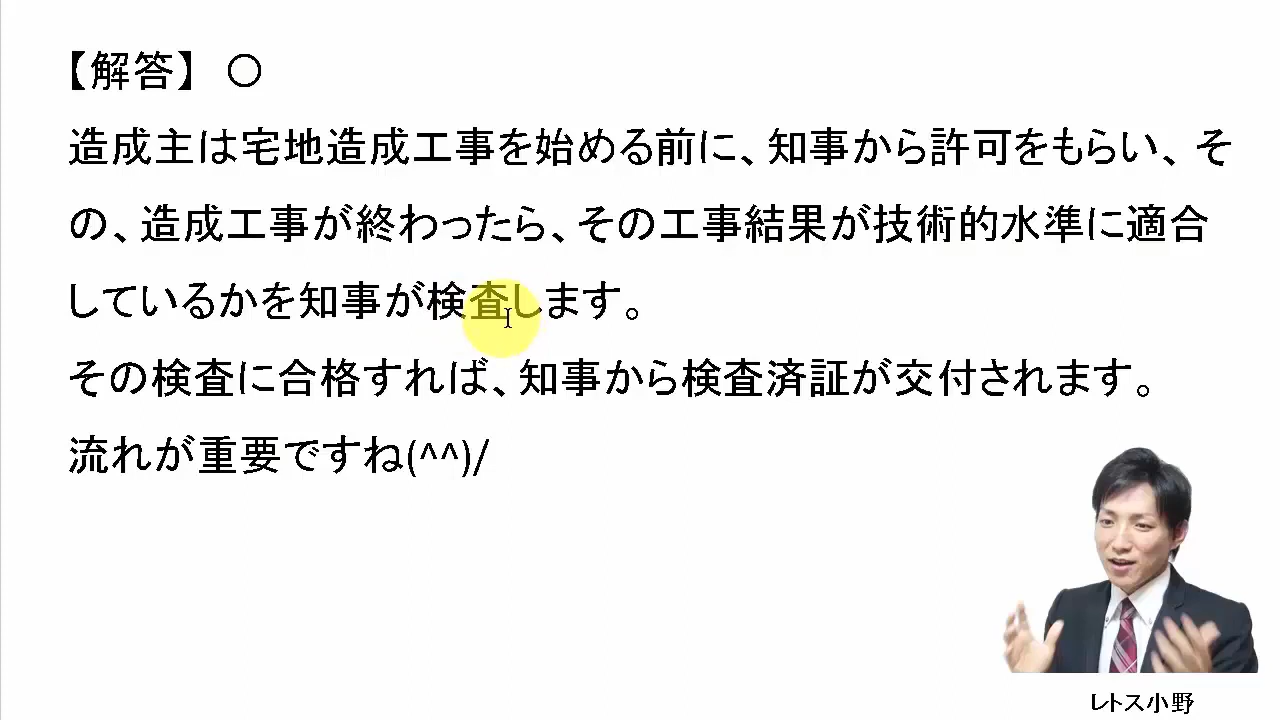 【解答】 〇
造成主は宅地造成工事を始める前に、知事から許可をもらい、そ
の、造成工事が終わったら、その工事結果が技術的水準に適合
しているかを知事が検査します。
その検査に合格すれば、知事から検査済証が交付されます。
流れが重要ですね(^^)/
レトス小野